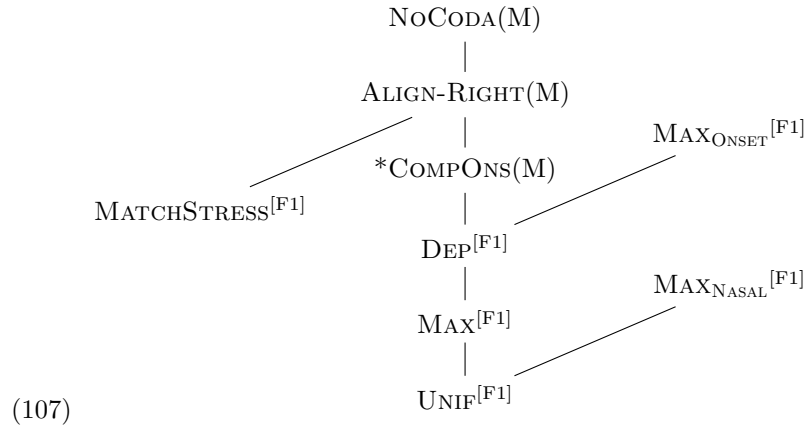 NoCoda(M)
Align-Right(M)
Max_Onset^[F1]
*CompOns(M)
MatchStress^[F1]
Dep^[F1]
Max_Nasal^[F1]
Max^[F1]
Unif^[F1]
(107)